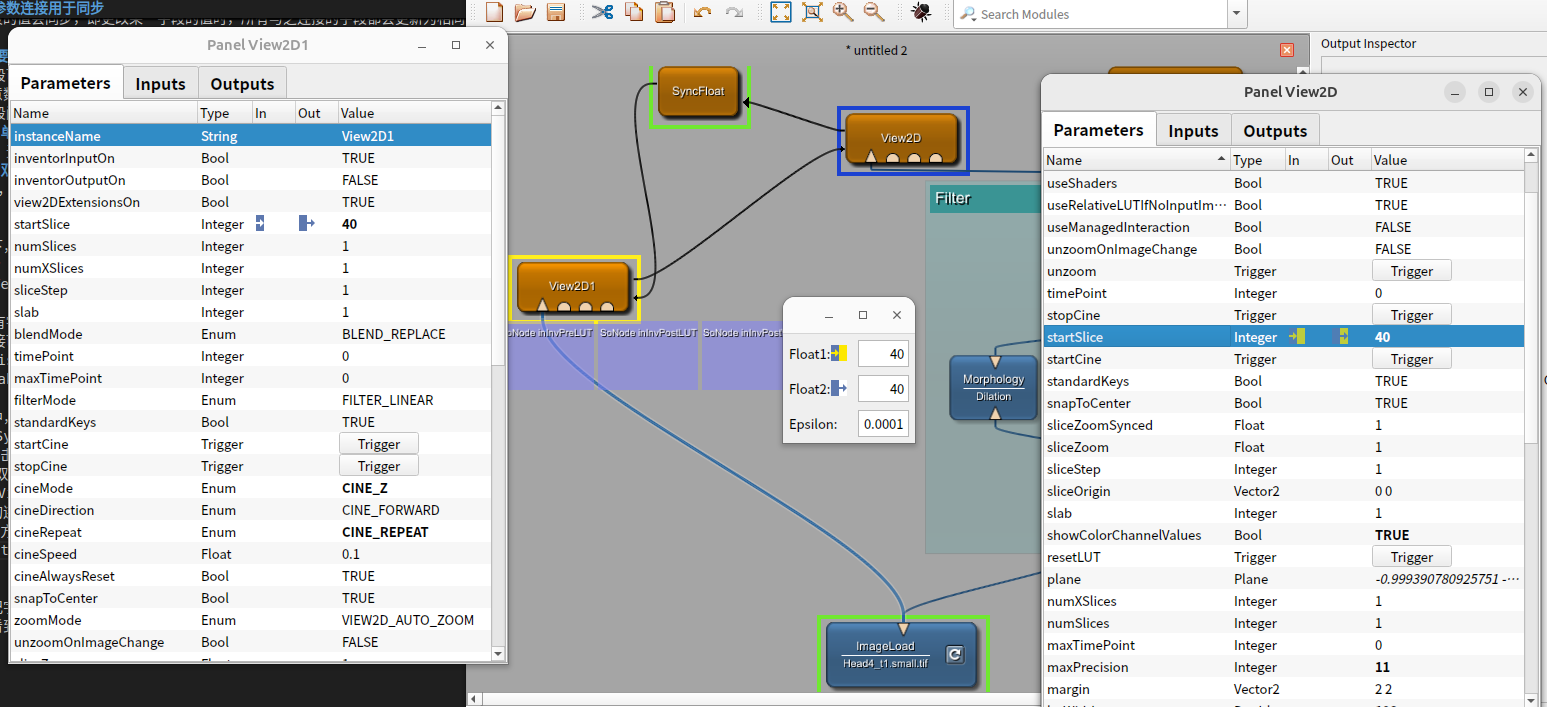 参数连接用于同步
Search Modules
Panel View2D1
Parameters Inputs Outputs
Name Type In Out Value
instanceName String View2D1
inventorInputOn Bool TRUE
inventorOutputOn Bool FALSE
view2DExtensionsOn Bool TRUE
startSlice Integer 40
numSlices Integer 1
numXSlices Integer 1
sliceStep Integer 1
slab Integer 1
blendMode Enum BLEND_REPLACE
timePoint Integer 0
maxTimePoint Integer 0
filterMode Enum FILTER_LINEAR
standardKeys Bool TRUE
startCine Trigger Trigger
stopCine Trigger Trigger
cineMode Enum CINE_Z
cineDirection Enum CINE_FORWARD
cineRepeat Enum CINE_REPEAT
cineSpeed Float 0.1
cineAlwaysReset Bool TRUE
snapToCenter Bool TRUE
zoomMode Enum VIEW2D_AUTO_ZOOM
unzoomOnImageChange Bool FALSE
* untitled 2
SyncFloat
View2D
Filter
View2D1
SoNode inInvPreLUT
SoNode inInvPostLUT
SoNode inInvPost
Float1: 40
Float2: 40
Epsilon: 0.0001
Morphology
Dilation
ImageLoad
Head4_t1.small.tif
Output Inspector
Panel View2D
Parameters Inputs Outputs
Name Type In Out Value
useShaders Bool TRUE
useRelativeLUTIfNoInputIm··· Bool TRUE
useManagedInteraction Bool FALSE
unzoomOnImageChange Bool FALSE
unzoom Trigger Trigger
timePoint Integer 0
stopCine Trigger Trigger
startSlice Integer 40
startCine Trigger Trigger
standardKeys Bool TRUE
snapToCenter Bool TRUE
sliceZoomSynced Float 1
sliceZoom Float 1
sliceStep Integer 1
sliceOrigin Vector2 0 0
slab Integer 1
showColorChannelValues Bool TRUE
resetLUT Trigger Trigger
plane Plane -0.999390780925751 -···
numXSlices Integer 1
numSlices Integer 1
maxTimePoint Integer 0
maxPrecision Integer 11
margin Vector2 2 2